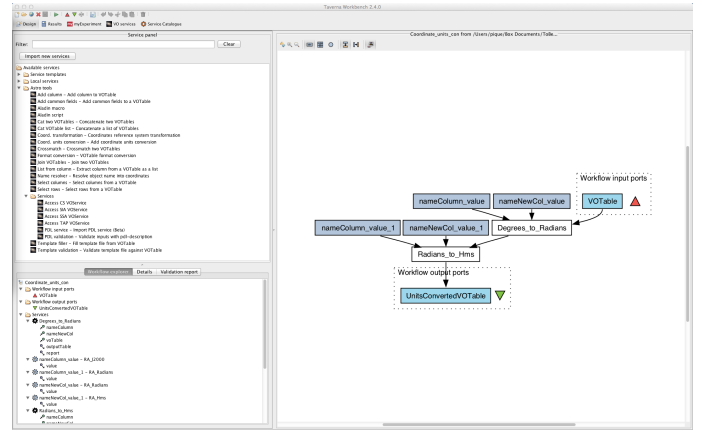 Taverna Workbench 2.4.0
Design
Results
myExperiment
VO services
Service Catalogue
Service panel
Filter:
Clear
Import new services
Available services
Service templates
Local services
Astro tools
Add column - Add column to VOTable
Add common fields - Add common fields to a VOTable
Aladin macro
Aladin script
Cat two VOTables - Concatenate two VOTables
Cat VOTable list - Concatenate a list of VOTables
Coord. transformation - Coordinates reference system transformation
Coord. units conversion - Add coordinate units conversion
Crossmatch - Crossmatch two VOTables
Format conversion - VOTable format conversion
Join VOTables - Join two VOTables
List from column - Extract column from a VOTable as a list
Name resolver - Resolve object name into coordinates
Select columns - Select columns from a VOTable
Select rows - Select rows from a VOTable
Services
Access CS VOService
Access SIA VOService
Access SSA VOService
Access TAP VOService
PDL service - Import PDL service (Beta)
PDL validation - Validate inputs with pdl-description
Template filler - Fill template file from VOTable
Template validation - Validate template file against VOTable
Workflow explorer
Details
Validation report
Coordinate_units_con
Workflow input ports
VOTable
Workflow output ports
UnitsConvertedVOTable
Services
Degrees_to_Radians
nameColumn
nameNewCol
voTable
outputTable
report
nameColumn_value - RA_J2000
value
nameColumn_value_1 - RA_Radians
value
nameNewCol_value - RA_Radians
value
nameNewCol_value_1 - RA_Hms
value
Radians_to_Hms
nameColumn
nameNewCol
Coordinate_units_con from /Users/pique/Box Documents/Tolle...
Workflow input ports
nameColumn_value
nameNewCol_value
VOTable
nameColumn_value_1
nameNewCol_value_1
Degrees_to_Radians
Radians_to_Hms
Workflow output ports
UnitsConvertedVOTable